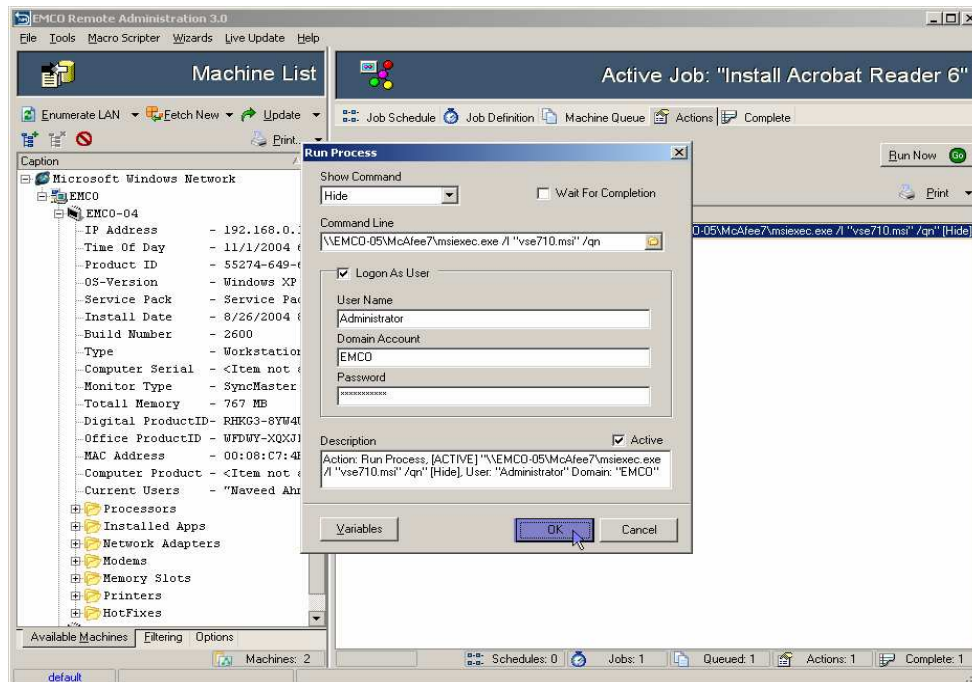 EMCO Remote Administration 3.0
File Tools Macro Scripter Wizards Live Update Help
Machine List
Active Job: "Install Acrobat Reader 6"
Enumerate LAN Fetch New Update
Job Schedule Job Definition Machine Queue Actions Complete
Print...
Run Now Go
Print
Caption
Microsoft Windows Network
EMCO
EMCO-04
IP Address - 192.168.0.
Time Of Day - 11/1/2004
Product ID - 55274-649-
OS-Version - Windows XP
Service Pack - Service
Install Date - 8/26/2004
Build Number - 2600
Type - Workstation
Computer Serial - <Item not
Monitor Type - SyncMaster
Totall Memory - 767 MB
Digital ProductID- RHKG3-8YW4
Office ProductID - WFDWY-XQXJ
MAC Address - 00:08:C7:4
Computer Product - <Item not
Current Users - "Naveed
Processors
Installed Apps
Network Adapters
Modems
Memory Slots
Printers
HotFixes
Available Machines Filtering Options
Machines: 2
default
Run Process
Show Command
Hide
Wait For Completion
Command Line
\\EMCO-05\McAfee7\msiexec.exe /I "vse710.msi" /qn
Logon As User
User Name
Administrator
Domain Account
EMCO
Password
xxxxxxxxxxx
Description
Active
Action: Run Process, [ACTIVE] "\\EMCO-05\McAfee7\msiexec.exe
/I "vse710.msi" /qn" [Hide], User: "Administrator" Domain: "EMCO"
Variables OK Cancel
0-05\McAfee7\msiexec.exe /I "vse710.msi" /qn" [Hide]
Schedules: 0 Jobs: 1 Queued: 1 Actions: 1 Complete: 1